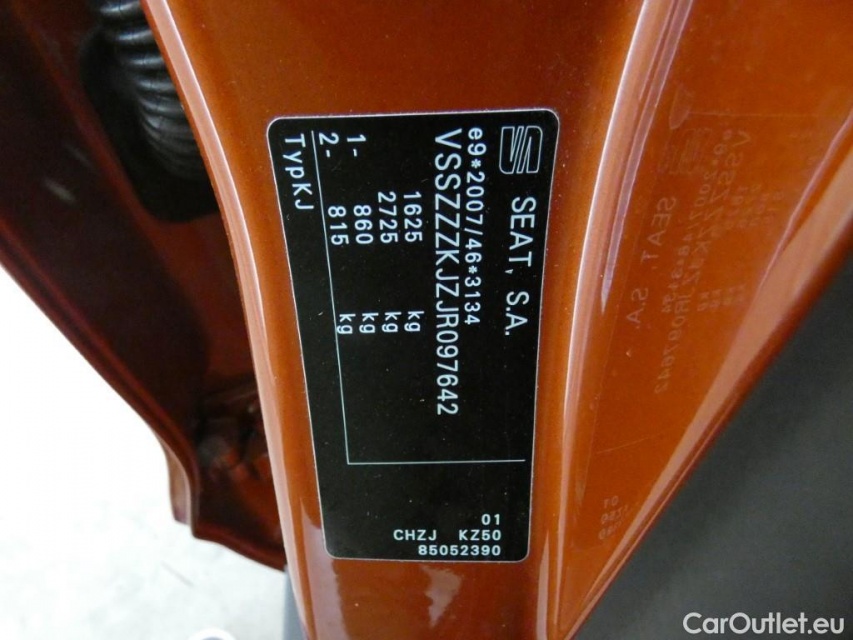 SEAT, S.A.
e9*2007/46*3134
VSSZZZKJZJR097642
1625 kg
2725 kg
1- 860 kg
2- 815 kg
TypKJ
01
CHZJ KZ50
85052390
CarOutlet.eu